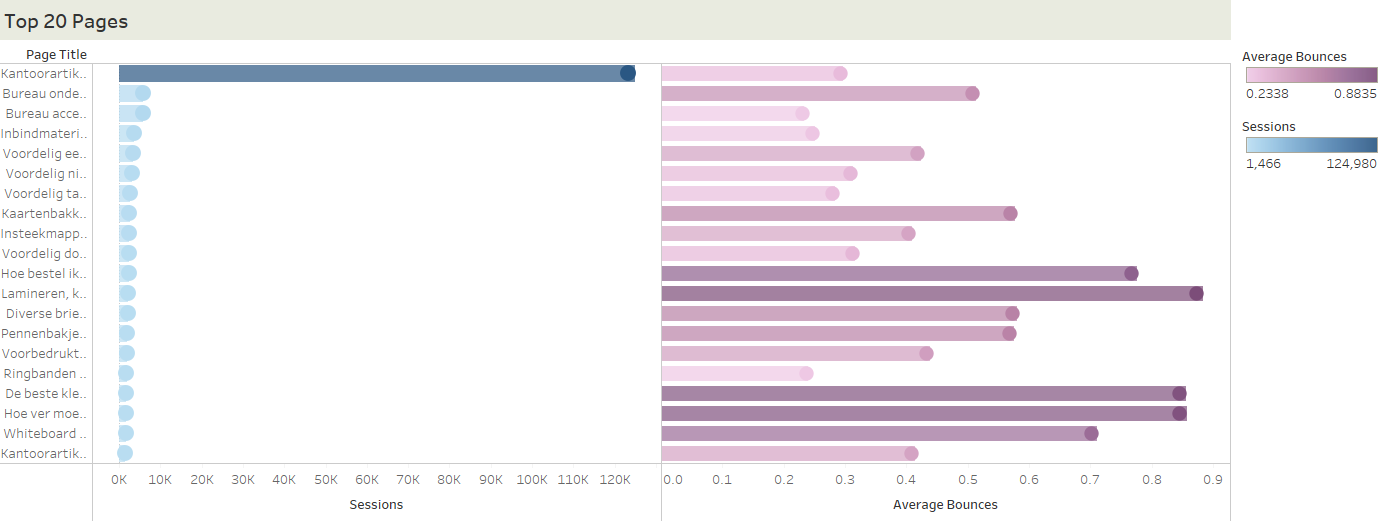 Top 20 Pages
Page Title
Kantoorartik..
Bureau onde..
Bureau acce..
Inbindmateri..
Voordelig ee..
Voordelig ni..
Voordelig ta..
Kaartenbakk..
Insteekmapp..
Voordelig do..
Hoe bestel ik..
Lamineren, k..
Diverse brie..
Pennenbakje..
Voorbedrukt..
Ringbanden ..
De beste kle..
Hoe ver moe..
Whiteboard ..
Kantoorartik..
0K 10K 20K 30K 40K 50K 60K 70K 80K 90K 100K 110K 120K
Sessions
0.0 0.1 0.2 0.3 0.4 0.5 0.6 0.7 0.8 0.9
Average Bounces
Average Bounces
0.2338 0.8835
Sessions
1,466 124,980